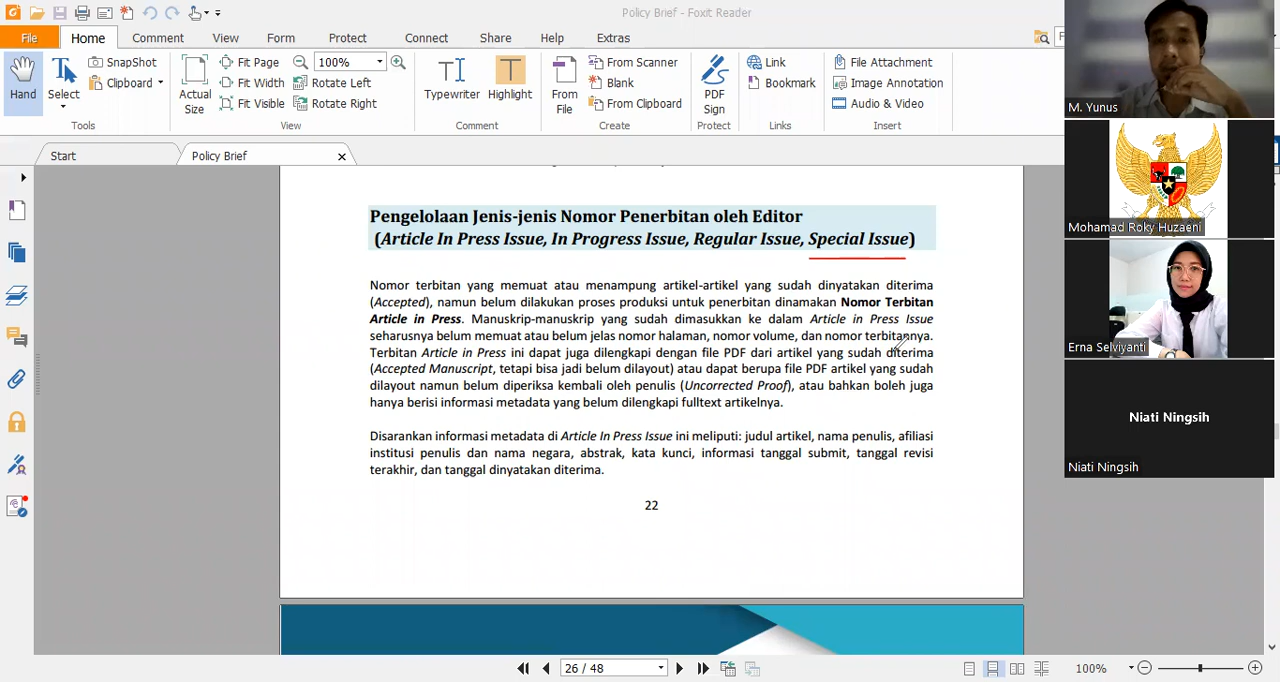 Policy Brief - Foxit Reader
File Home Comment View Form Protect Connect Share Help Extras
Hand
Select
SnapShot
Clipboard
Tools
Actual Size
Fit Page
Fit Width
Fit Visible
100%
Rotate Left
Rotate Right
View
Typewriter
Highlight
Comment
From File
From Scanner
Blank
From Clipboard
Create
PDF Sign
Protect
Link
Bookmark
Links
File Attachment
Image Annotation
Audio & Video
Insert
Start
Policy Brief
Pengelolaan Jenis-jenis Nomor Penerbitan oleh Editor
(Article In Press Issue, In Progress Issue, Regular Issue, Special Issue)
Nomor terbitan yang memuat atau menampung artikel-artikel yang sudah dinyatakan diterima
(Accepted), namun belum dilakukan proses produksi untuk penerbitan dinamakan Nomor Terbitan
Article in Press. Manuskrip-manuskrip yang sudah dimasukkan ke dalam Article in Press Issue
seharusnya belum memuat atau belum jelas nomor halaman, nomor volume, dan nomor terbitannya.
Terbitan Article in Press ini dapat juga dilengkapi dengan file PDF dari artikel yang sudah diterima
(Accepted Manuscript, tetapi bisa jadi belum dilayout) atau dapat berupa file PDF artikel yang sudah
dilayout namun belum diperiksa kembali oleh penulis (Uncorrected Proof), atau bahkan boleh juga
hanya berisi informasi metadata yang belum dilengkapi fulltext artikelnya.
Disarankan informasi metadata di Article In Press Issue ini meliputi: judul artikel, nama penulis, afiliasi
institusi penulis dan nama negara, abstrak, kata kunci, informasi tanggal submit, tanggal revisi
terakhir, dan tanggal dinyatakan diterima.
22
26 / 48
100%
M. Yunus
Mohamad Roky Huzaeni
Erna Selviyanti
Niati Ningsih
Niati Ningsih